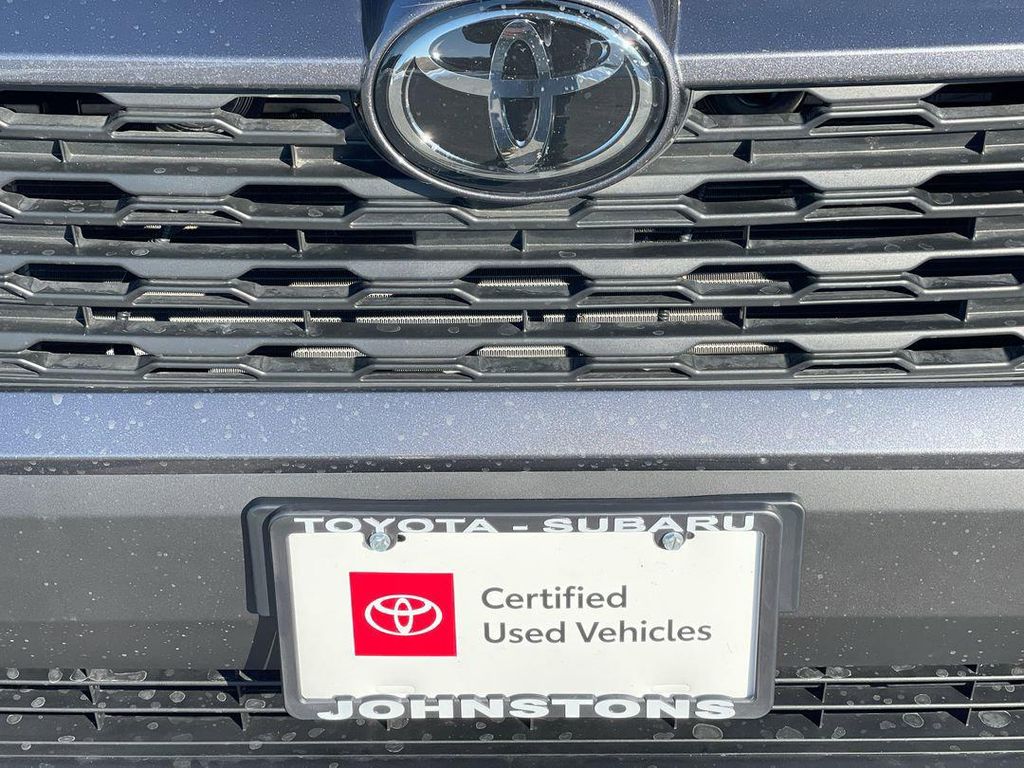 TOYOTA - SUBARU
Certified
Used Vehicles
JOHNSTONS